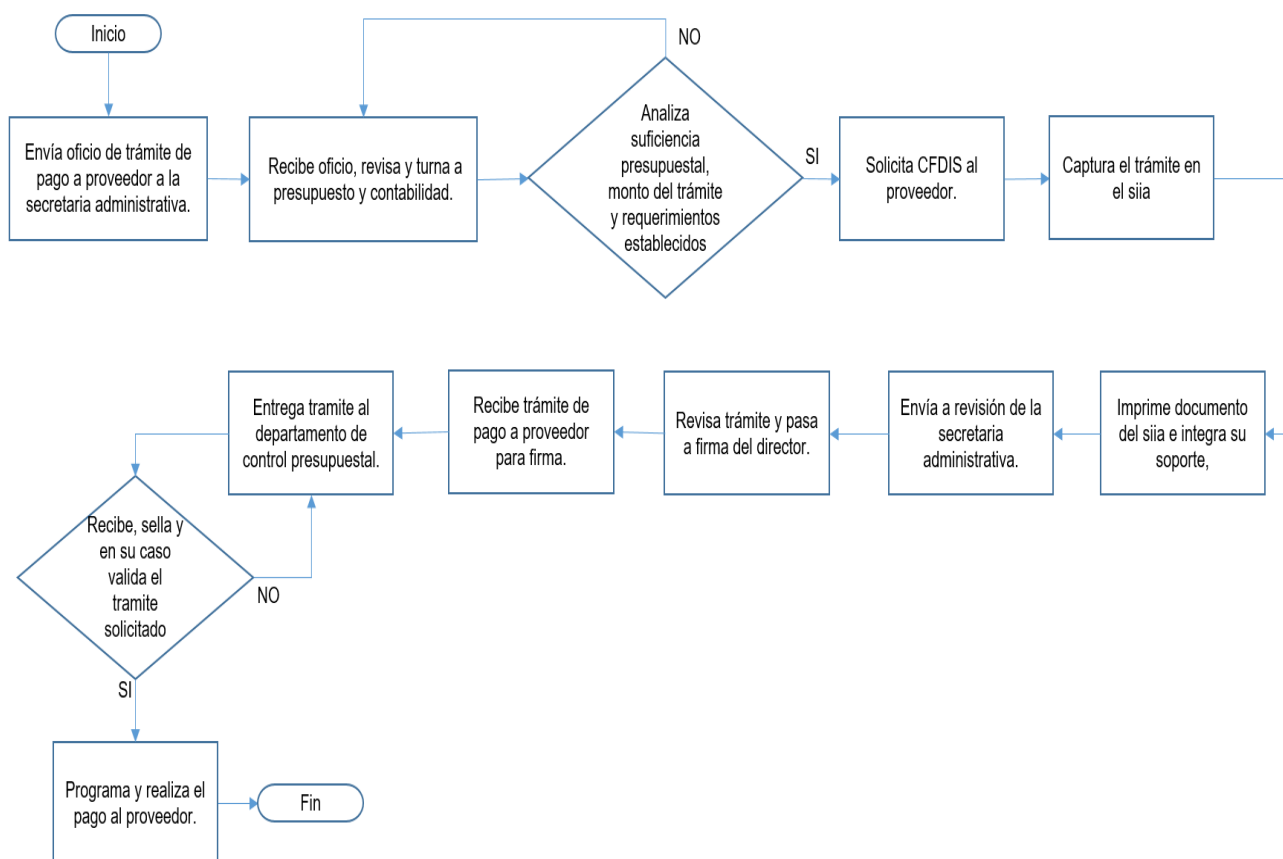 Inicio
Envía oficio de trámite de
pago a proveedor a la
secretaria administrativa.
Recibe oficio, revisa y turna a
presupuesto y contabilidad.
NO
Analiza
suficiencia
presupuestal,
monto del trámite
y requerimientos
establecidos
SI
Solicita CFDIS al
proveedor.
Captura el trámite en
el siia
Imprime documento
del siia e integra su
soporte,
Envía a revisión de la
secretaria
administrativa.
Revisa trámite y pasa
a firma del director.
Recibe trámite de
pago a proveedor
para firma.
Entrega tramite al
departamento de
control presupuestal.
Recibe, sella y
en su caso
valida el
tramite
solicitado
NO
SI
Programa y realiza el
pago al proveedor.
Fin